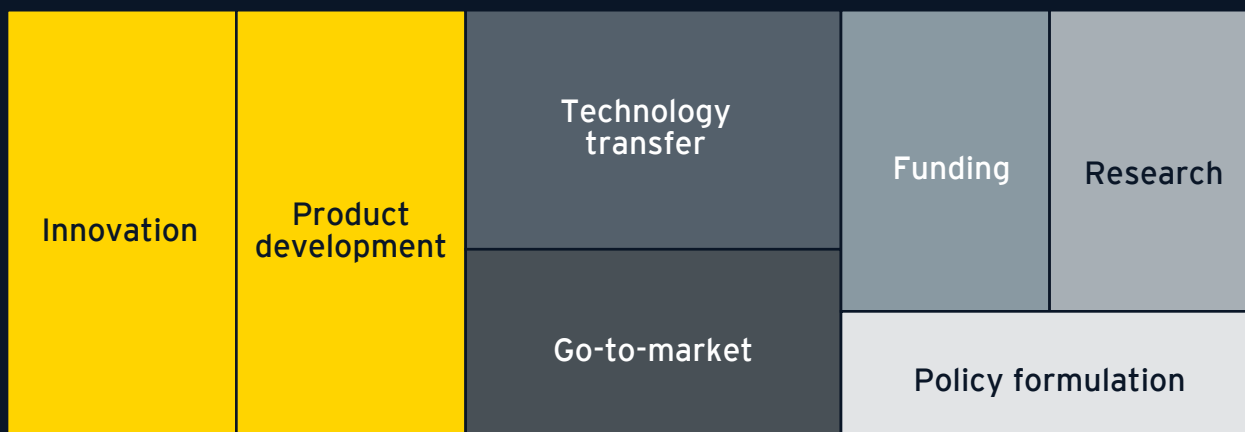 Innovation
Product
development
Technology
transfer
Go-to-market
Funding
Research
Policy formulation